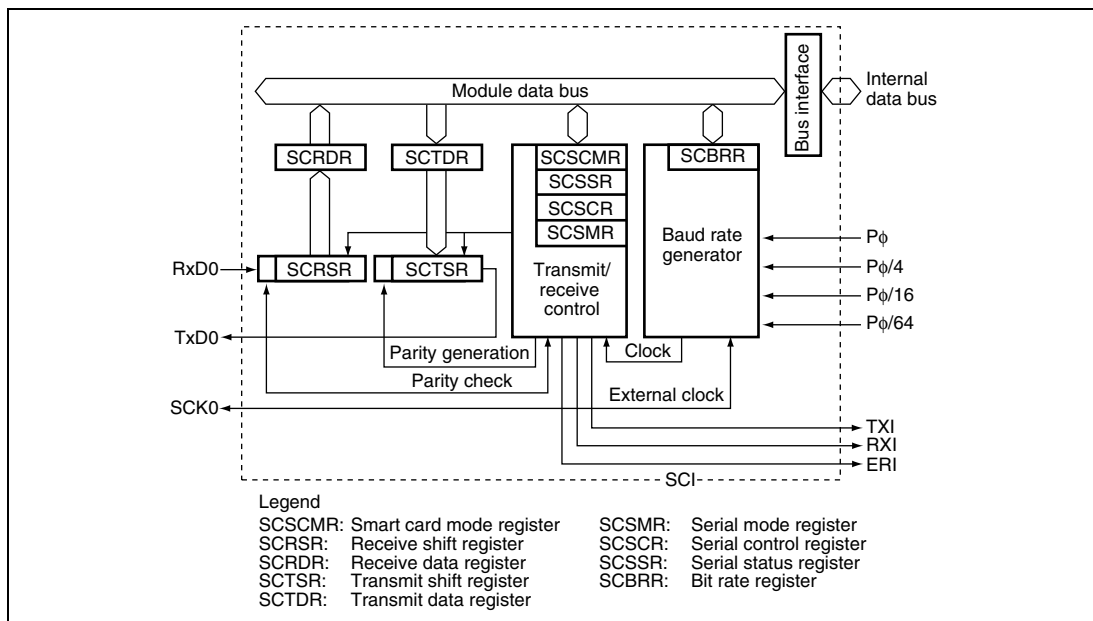 Bus interface
Module data bus
Internal
data bus
SCRDR
SCTDR
SCSCMR
SCSSR
SCSCR
SCSMR
SCBRR
Baud rate
generator
Pϕ
Pϕ/4
Pϕ/16
Pϕ/64
RxD0
SCRSR
SCTSR
Transmit/
receive
control
TxD0
Parity generation
Clock
Parity check
External clock
SCK0
TXI
RXI
ERI
SCI
Legend
SCSCMR: Smart card mode register
SCRSR: Receive shift register
SCRDR: Receive data register
SCTSR: Transmit shift register
SCTDR: Transmit data register
SCSMR: Serial mode register
SCSCR: Serial control register
SCSSR: Serial status register
SCBRR: Bit rate register